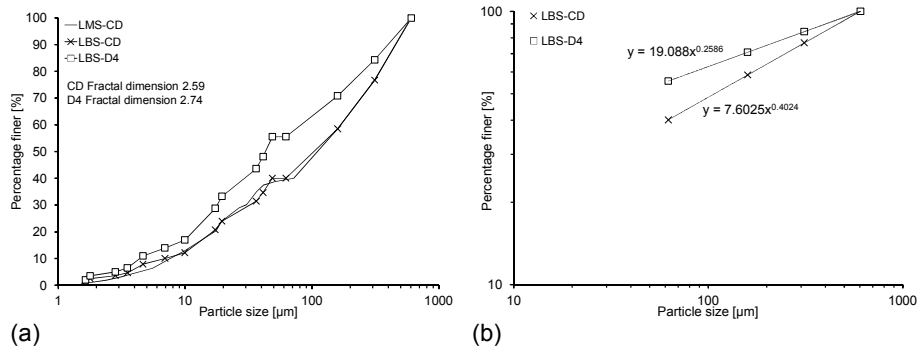 LMS-CD
LBS-CD
LBS-D4
CD Fractal dimension 2.59
D4 Fractal dimension 2.74
Percentage finer [%]
100
90
80
70
60
50
40
30
20
10
0
1
10
100
1000
Particle size [µm]
(a)
LBS-CD
LBS-D4
y = 19.088x^0.2586
y = 7.6025x^0.4024
Percentage finer [%]
100
10
10
100
1000
Particle size [µm]
(b)